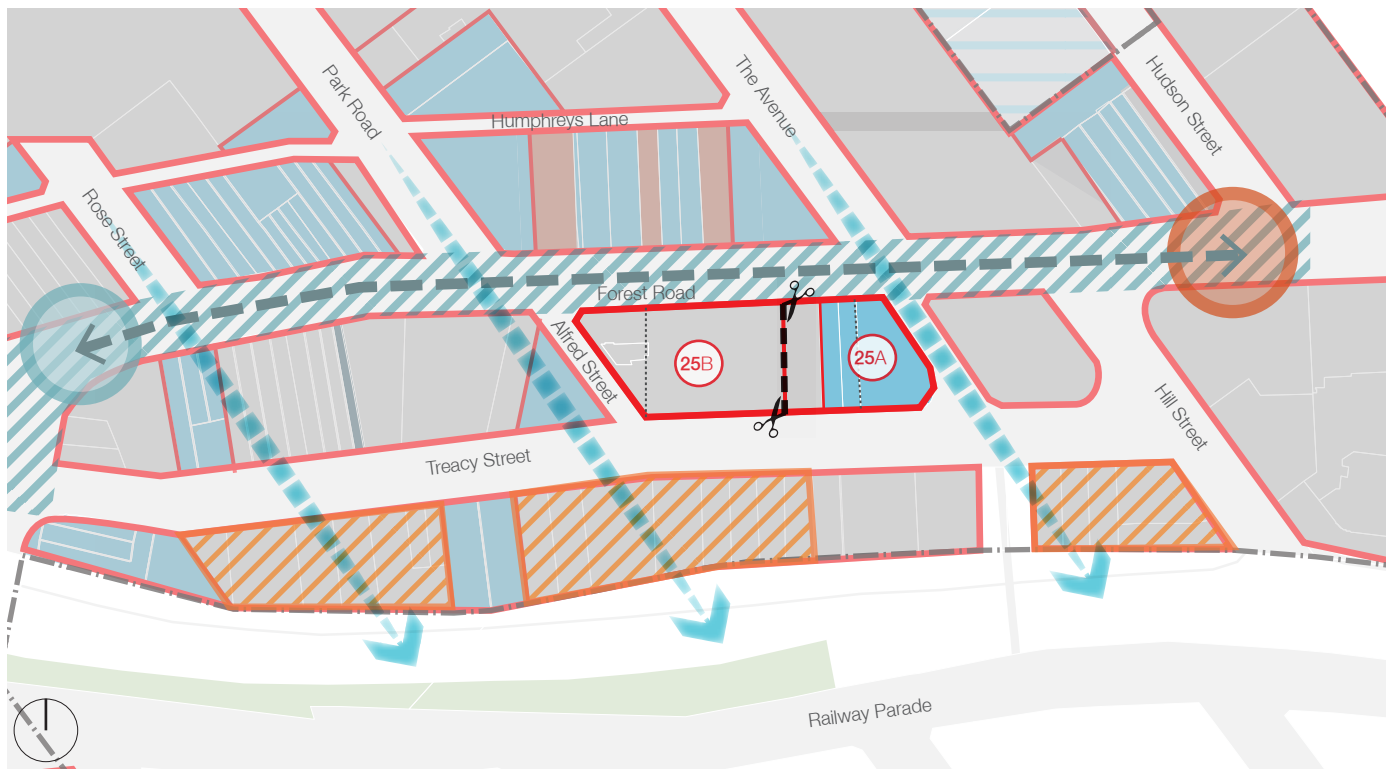 Park Road
The Avenue
Hudson Street
Humphreys Lane
Rose Street
Forest Road
Alfred Street
25B
25A
Hill Street
Treacy Street
Railway Parade